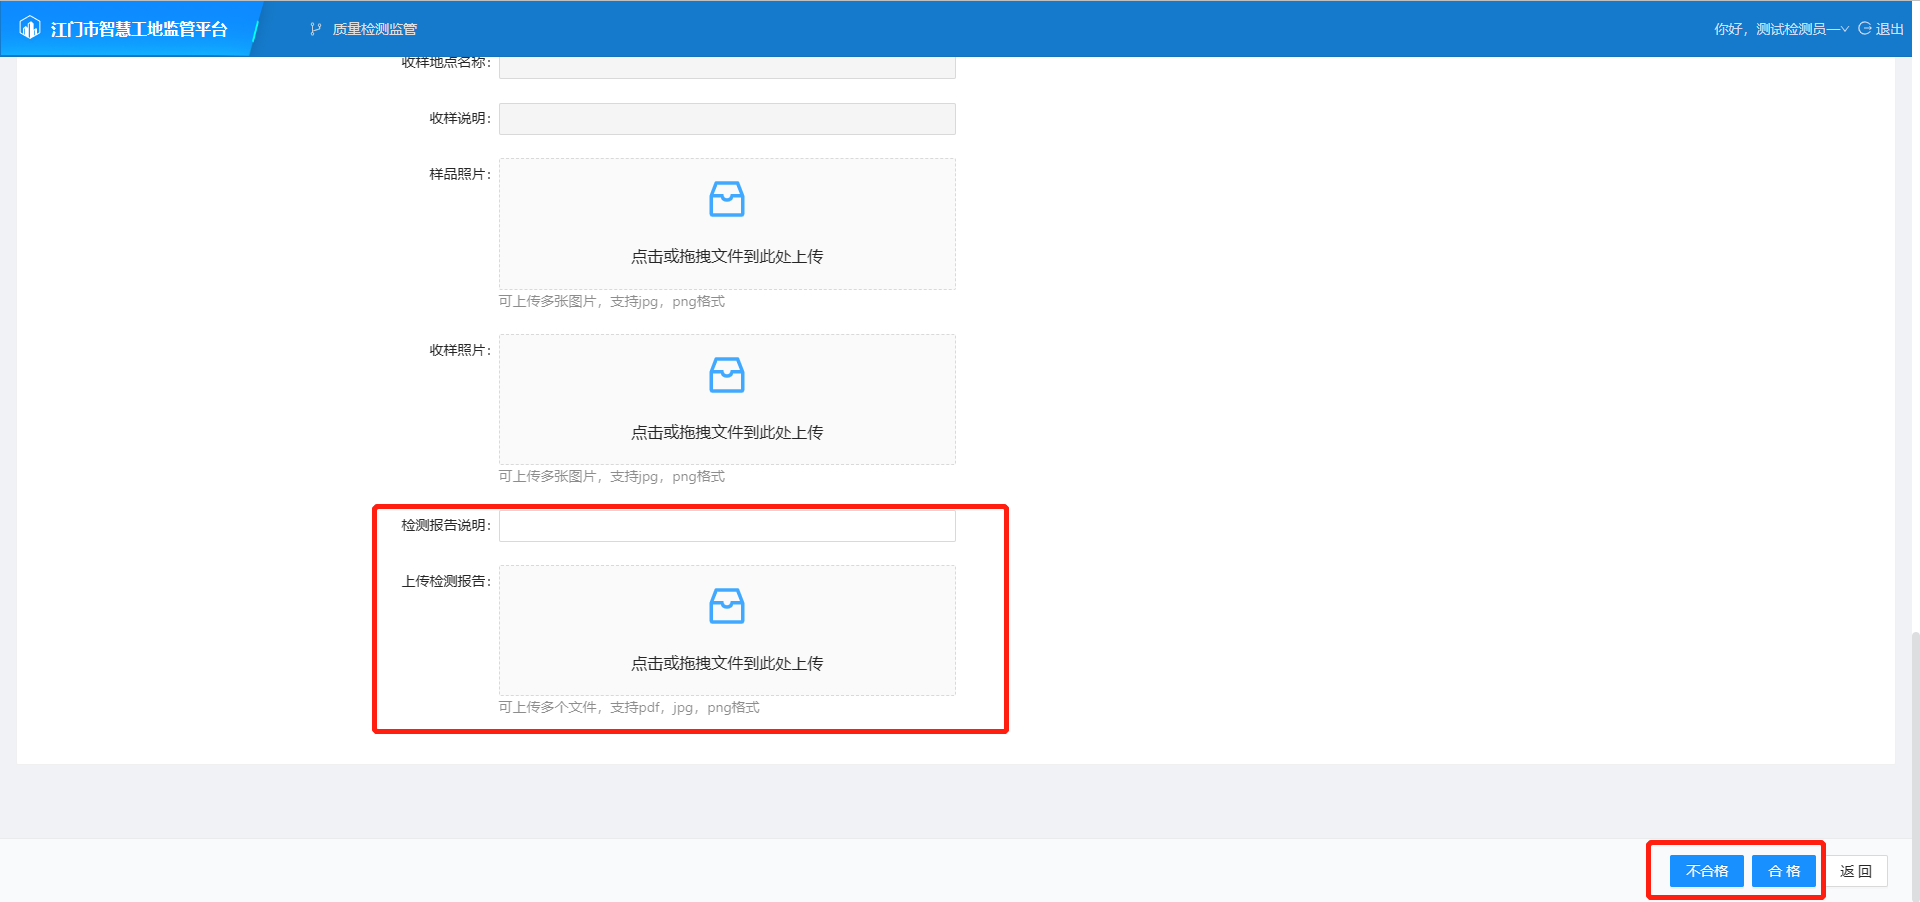 江门市智慧工地监管平台
质量检测监管
你好，测试检测员一
退出
收样地点名称：
收样说明：
样品照片：
点击或拖拽文件到此处上传
可上传多张图片，支持jpg，png格式
收样照片：
点击或拖拽文件到此处上传
可上传多张图片，支持jpg，png格式
检测报告说明：
上传检测报告：
点击或拖拽文件到此处上传
可上传多个文件，支持pdf，jpg，png格式
不合格
合 格
返 回